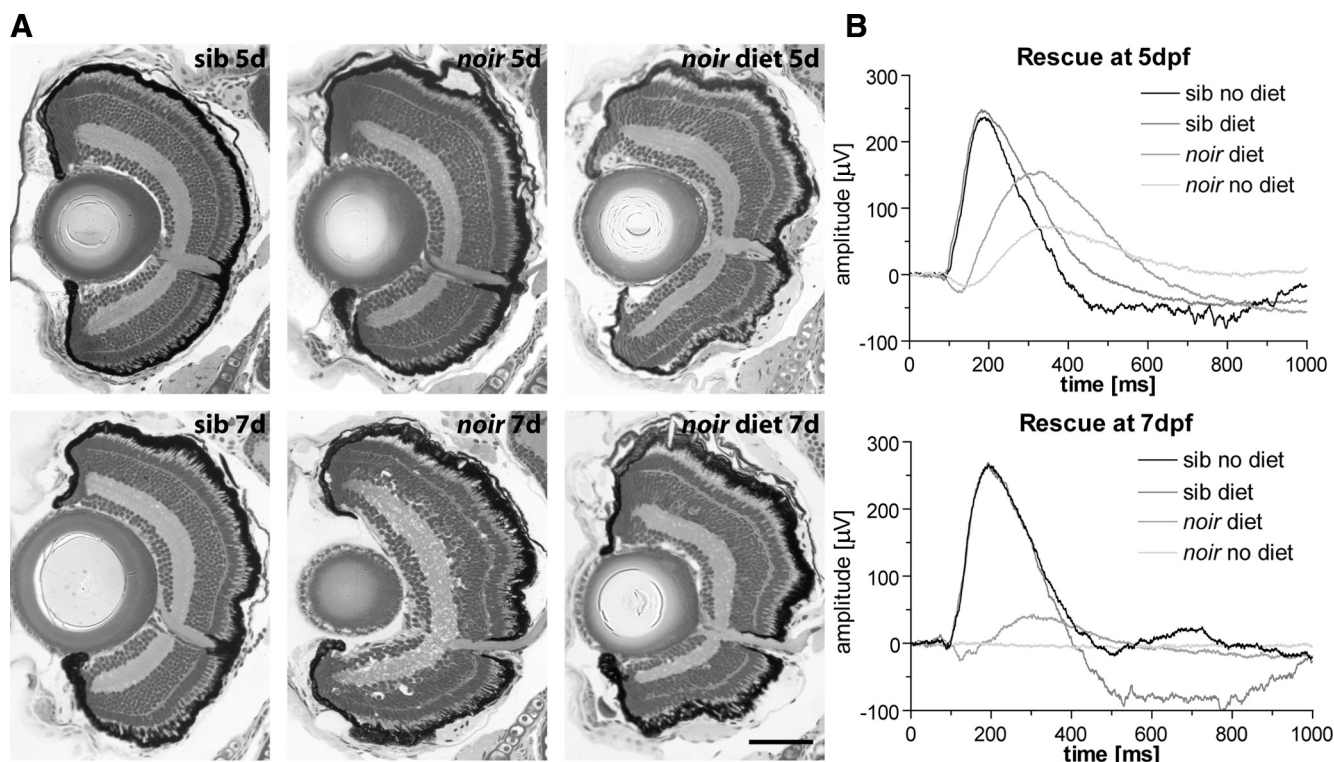 A
sib 5d
noir 5d
noir diet 5d
sib 7d
noir 7d
noir diet 7d
B
Rescue at 5dpf
sib no diet
sib diet
noir diet
noir no diet
amplitude [µV]
300
200
100
0
-100
0 200 400 600 800 1000
time [ms]
Rescue at 7dpf
sib no diet
sib diet
noir diet
noir no diet
amplitude [µV]
300
200
100
0
-100
0 200 400 600 800 1000
time [ms]